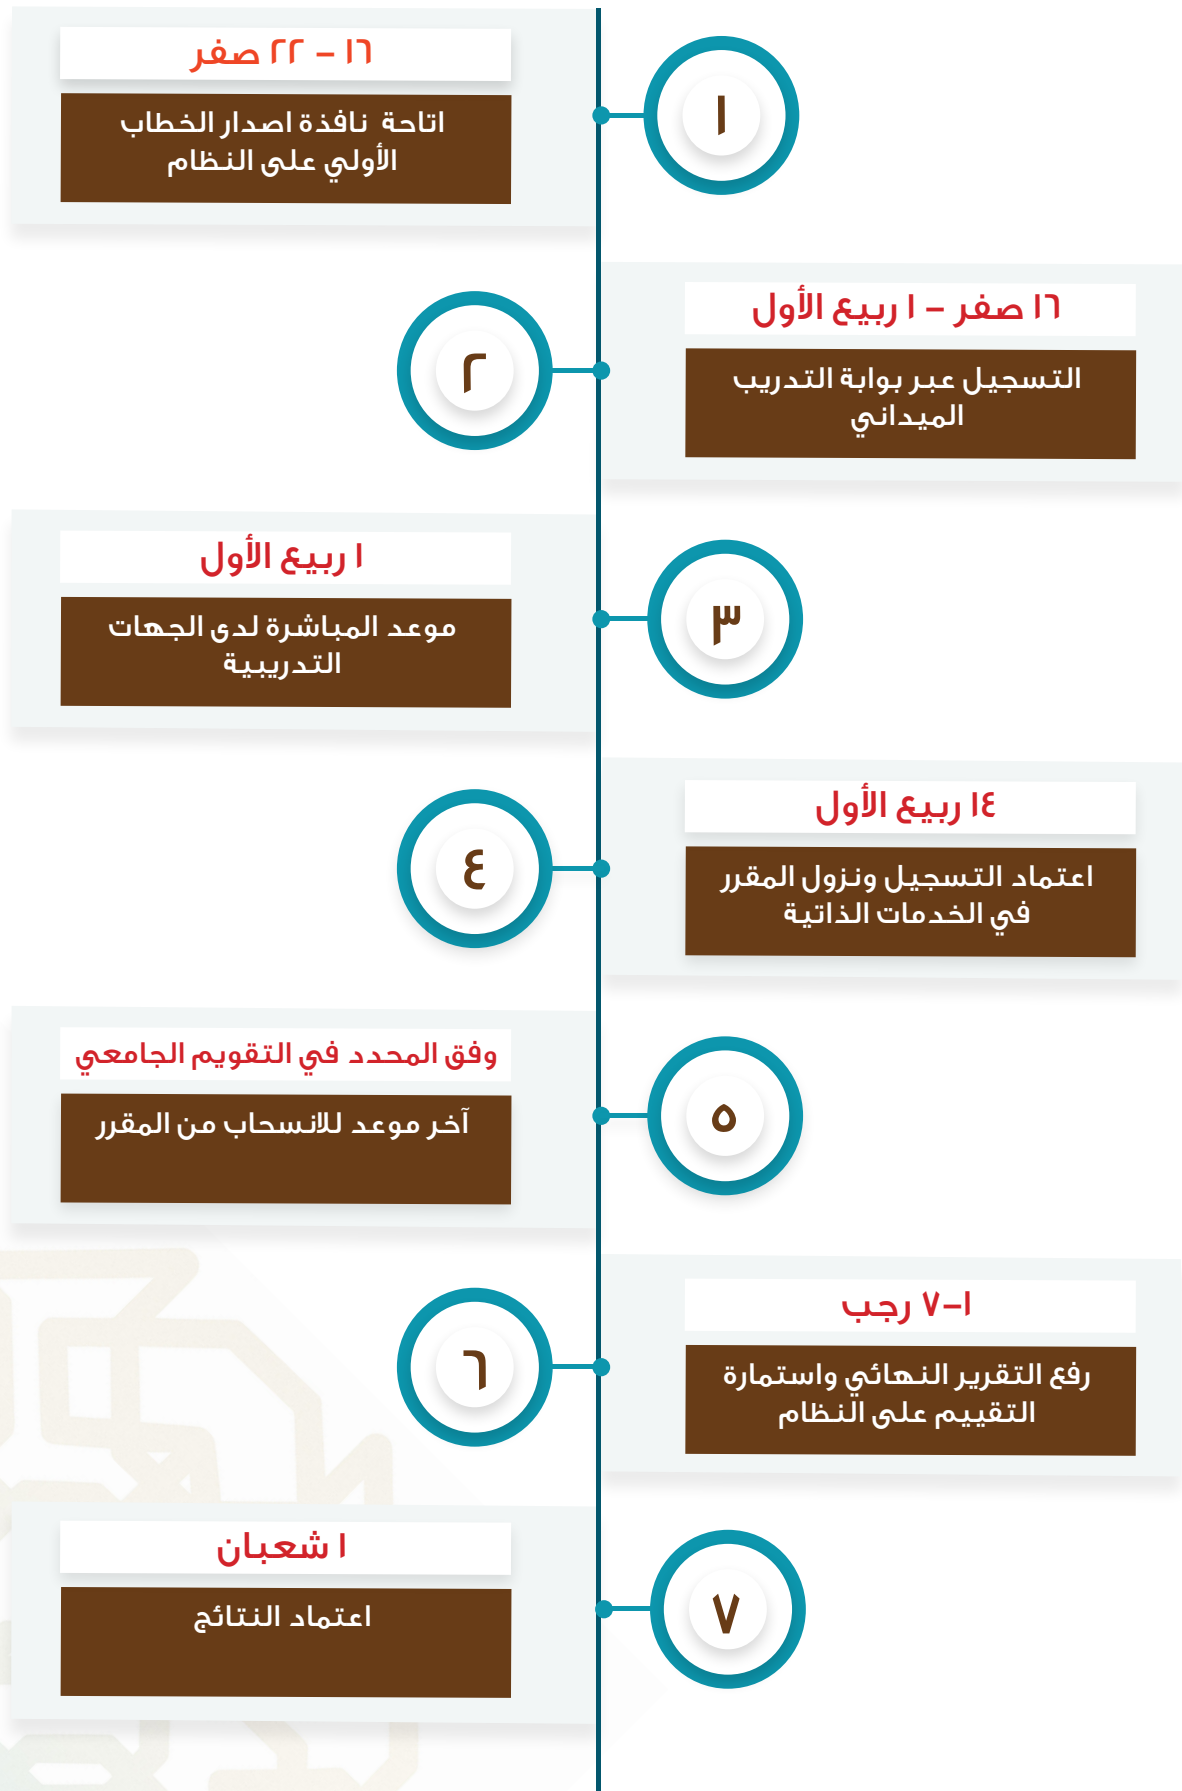 ١
١٦ – ٢٢ صفر
اتاحة نافذة اصدار الخطاب
الأولي على النظام
٢
١٦ صفر – ١ ربيع الأول
التسجيل عبر بوابة التدريب
الميداني
٣
١ ربيع الأول
موعد المباشرة لدى الجهات
التدريبية
٤
١٤ ربيع الأول
اعتماد التسجيل ونزول المقرر
في الخدمات الذاتية
٥
وفق المحدد في التقويم الجامعي
آخر موعد للانسحاب من المقرر
٦
١–٧ رجب
رفع التقرير النهائي واستمارة
التقييم على النظام
٧
١ شعبان
اعتماد النتائج